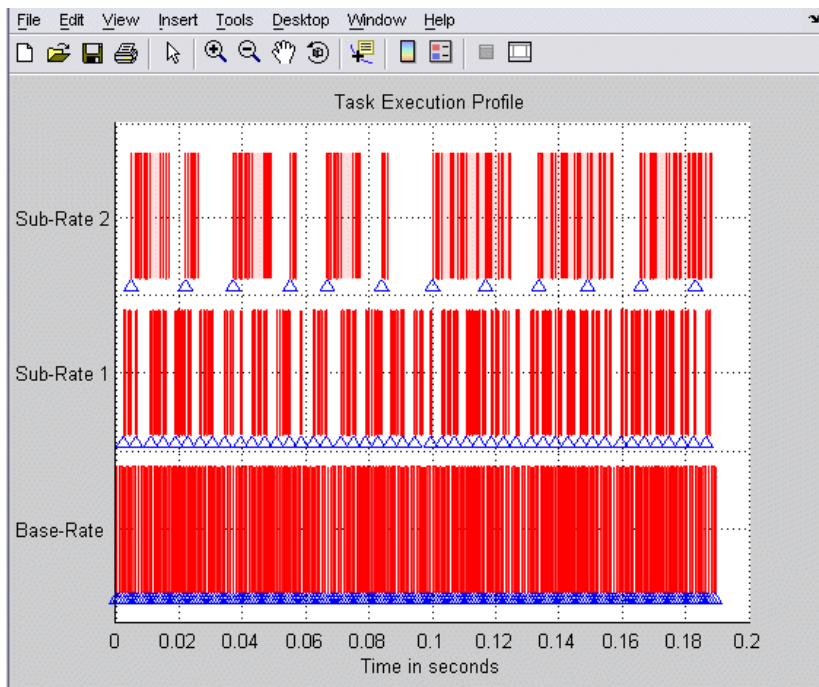 File Edit View Insert Tools Desktop Window Help
Task Execution Profile
Sub-Rate 2
Sub-Rate 1
Base-Rate
0 0.02 0.04 0.06 0.08 0.1 0.12 0.14 0.16 0.18 0.2
Time in seconds